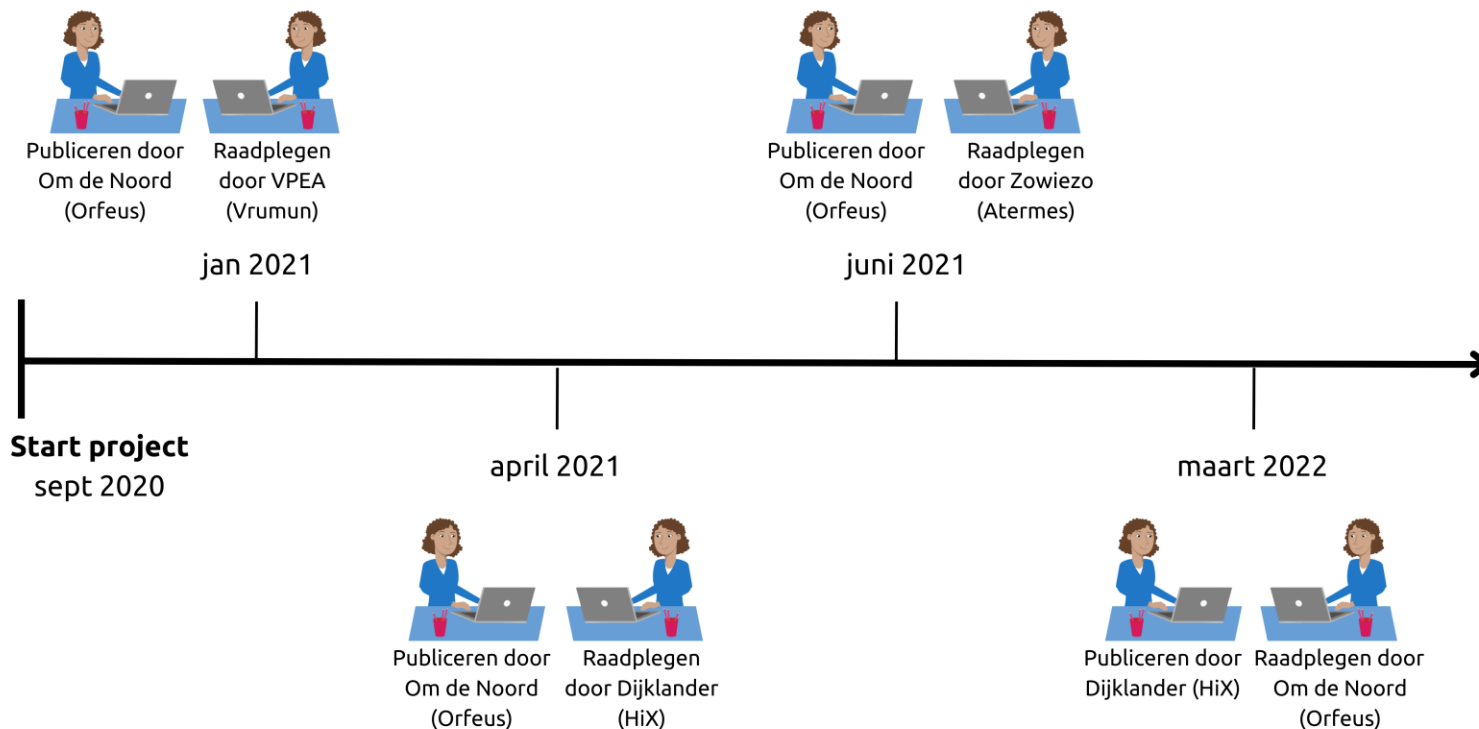 Publiceren door
Om de Noord
(Orfeus)
Raadplegen
door VPEA
(Vrumun)
jan 2021
Publiceren door
Om de Noord
(Orfeus)
Raadplegen
door Zowiezo
(Atermes)
juni 2021
Start project
sept 2020
april 2021
Publiceren door
Om de Noord
(Orfeus)
Raadplegen
door Dijklander
(HiX)
maart 2022
Publiceren door
Dijklander (HiX)
Raadplegen door
Om de Noord
(Orfeus)